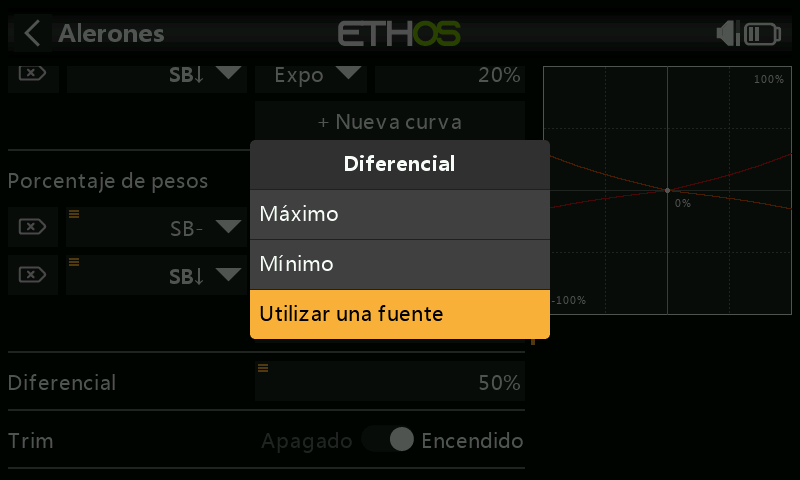 Alerones
ETHOS
SB↓
Expo
20%
100%
+ Nueva curva
Diferencial
Porcentaje de pesos
Máximo
0%
SB-
Mínimo
SB↓
-100%
Utilizar una fuente
Diferencial
50%
Trim
Apagado
Encendido